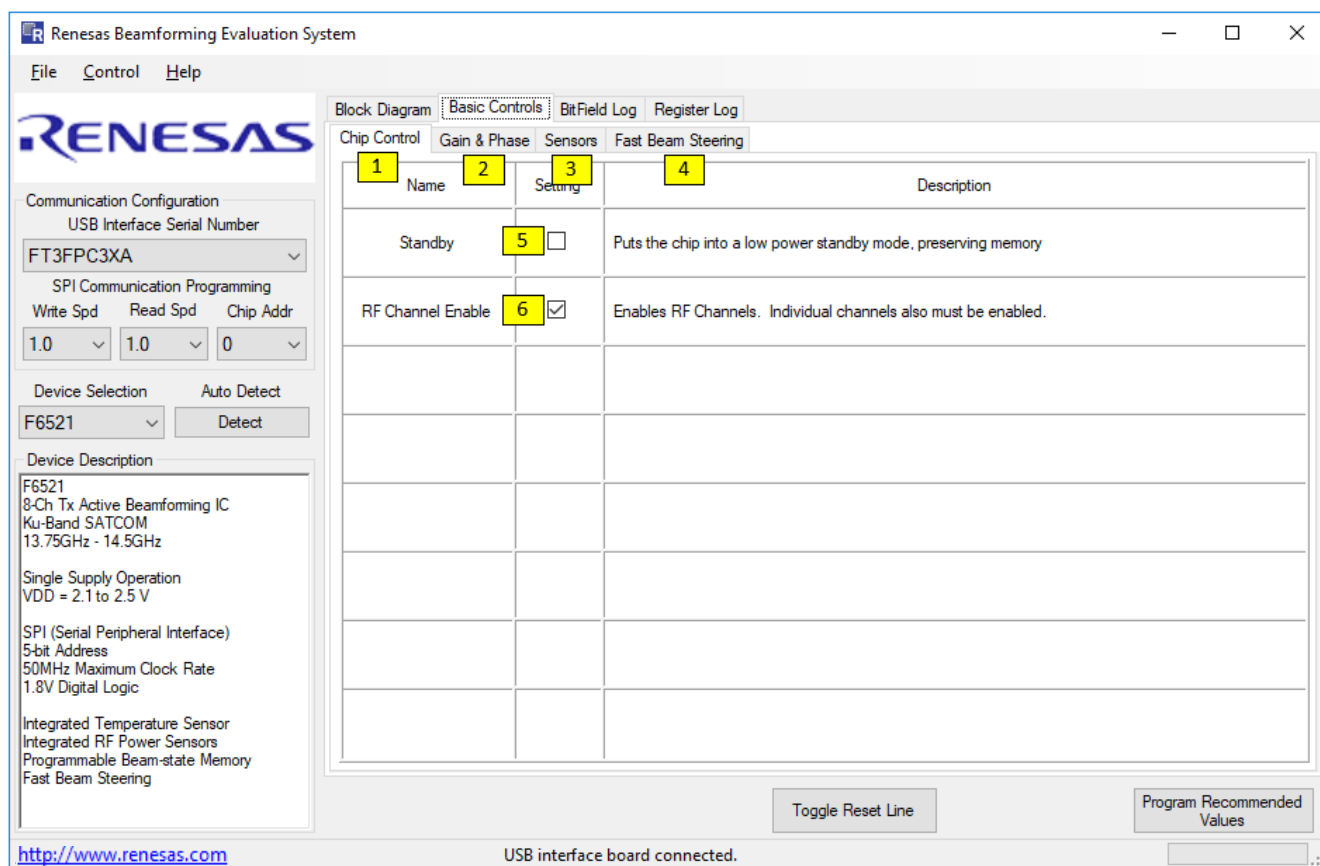 Renesas Beamforming Evaluation System
File Control Help
RENESAS
Communication Configuration
USB Interface Serial Number
FT3FPC3XA
SPI Communication Programming
Write Spd Read Spd Chip Addr
1.0 1.0 0
Device Selection Auto Detect
F6521 Detect
Device Description
F6521
8-Ch Tx Active Beamforming IC
Ku-Band SATCOM
13.75GHz - 14.5GHz
Single Supply Operation
VDD = 2.1 to 2.5 V
SPI (Serial Peripheral Interface)
5-bit Address
50MHz Maximum Clock Rate
1.8V Digital Logic
Integrated Temperature Sensor
Integrated RF Power Sensors
Programmable Beam-state Memory
Fast Beam Steering
Block Diagram Basic Controls BitField Log Register Log
Chip Control Gain & Phase Sensors Fast Beam Steering
1 2 3 4
Name Setting Description
Standby 5 Puts the chip into a low power standby mode, preserving memory
RF Channel Enable 6 Enables RF Channels. Individual channels also must be enabled.
Toggle Reset Line
Program Recommended
Values
http://www.renesas.com
USB interface board connected.